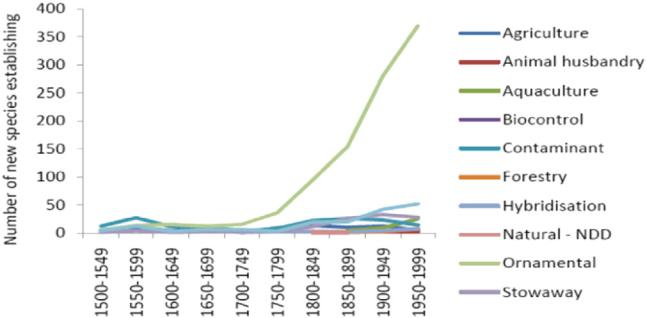 Number of new species establishing
400
350
300
250
200
150
100
50
0
1500-1549
1550-1599
1600-1649
1650-1699
1700-1749
1750-1799
1800-1849
1850-1899
1900-1949
1950-1999
Agriculture
Animal husbandry
Aquaculture
Biocontrol
Contaminant
Forestry
Hybridisation
Natural - NDD
Ornamental
Stowaway